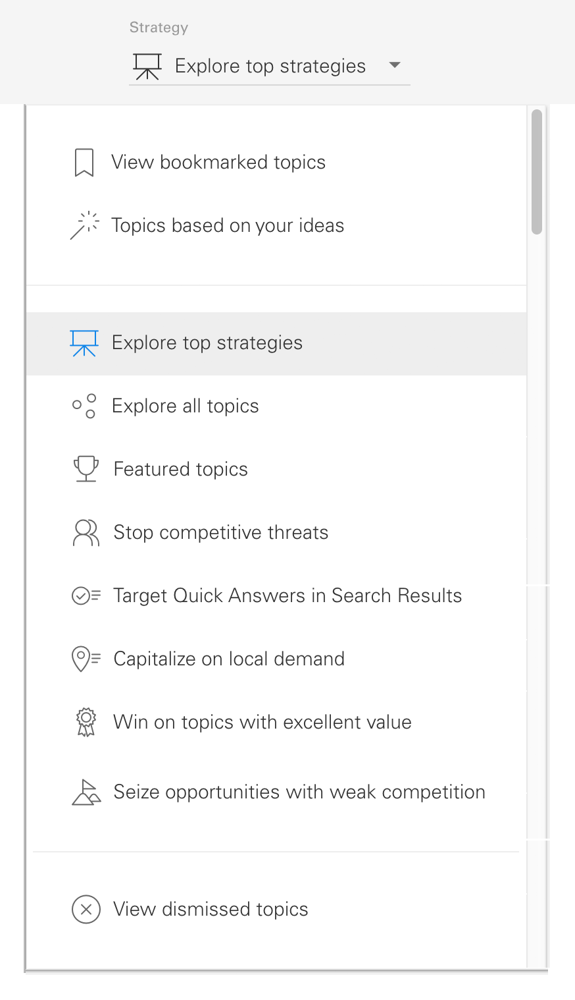 Strategy
Explore top strategies
View bookmarked topics
Topics based on your ideas
Explore top strategies
Explore all topics
Featured topics
Stop competitive threats
Target Quick Answers in Search Results
Capitalize on local demand
Win on topics with excellent value
Seize opportunities with weak competition
View dismissed topics